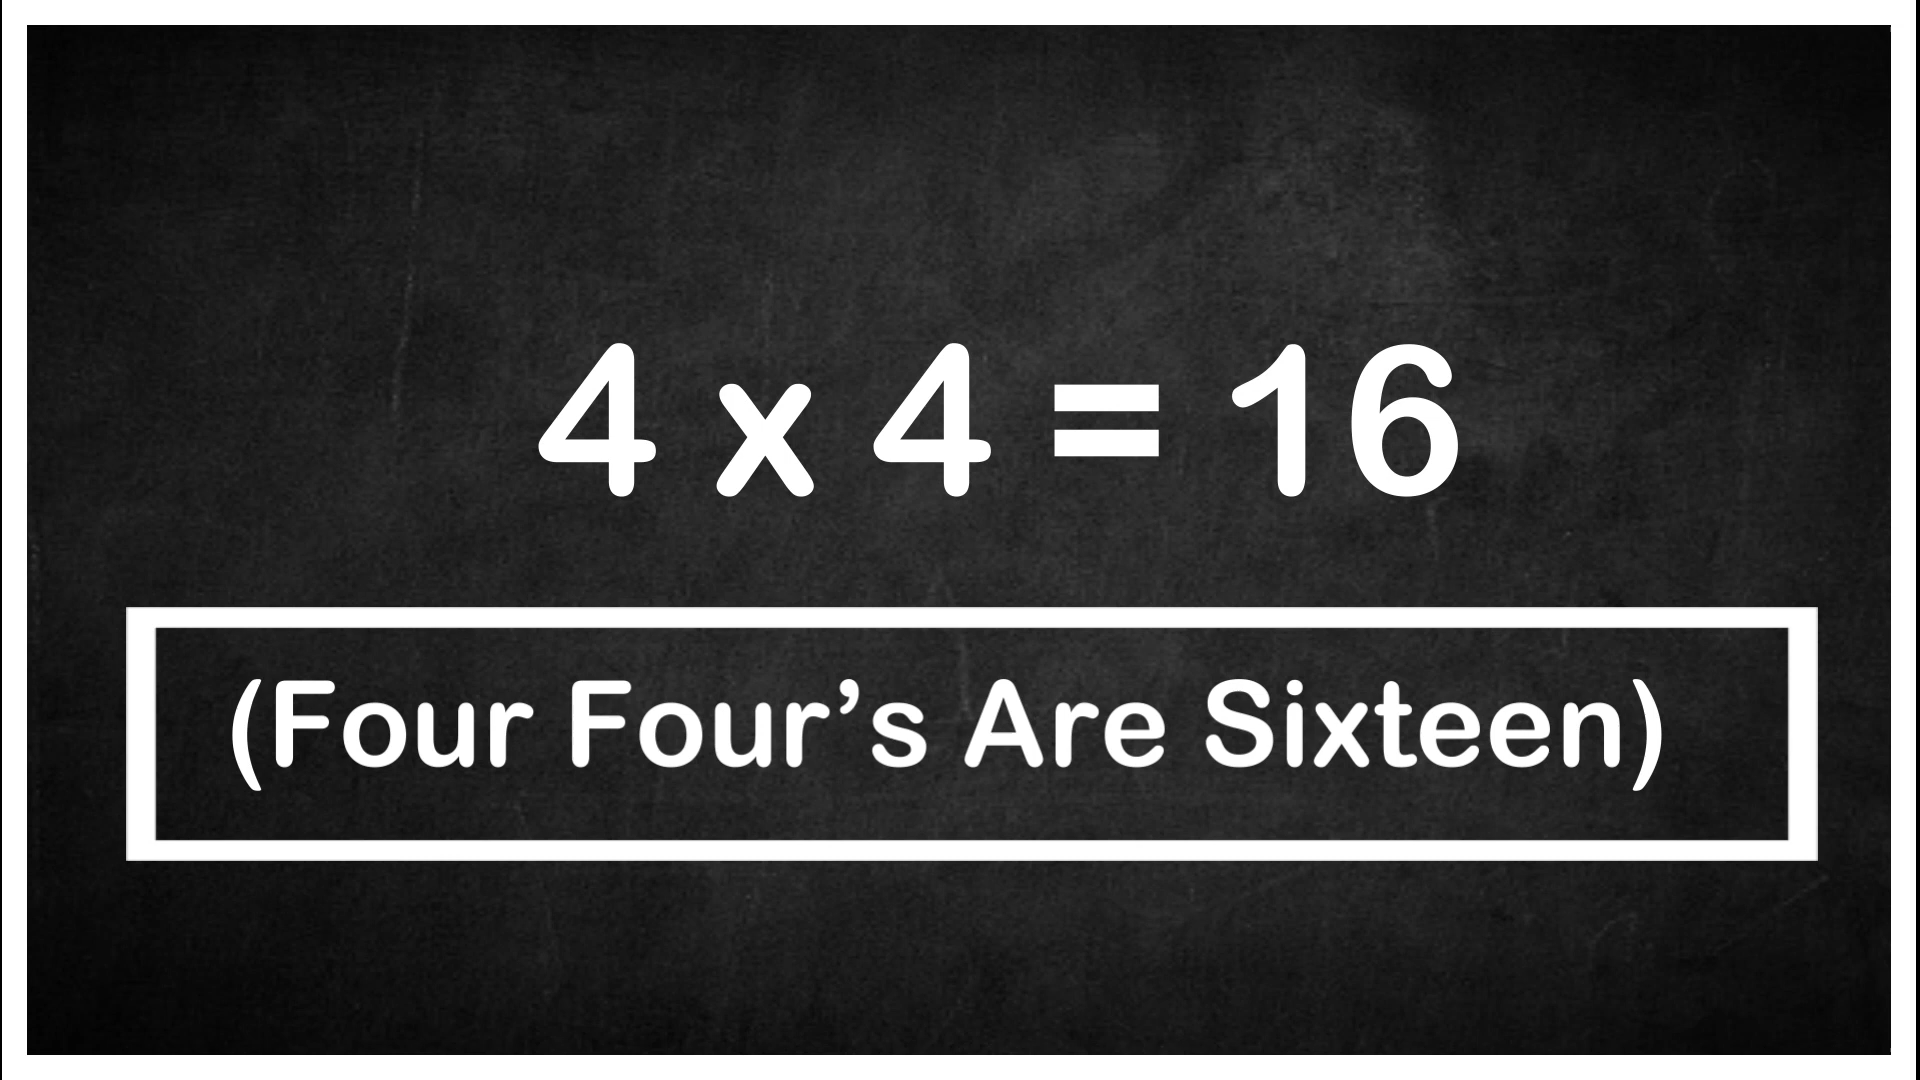 4 x 4 = 16
(Four Four’s Are Sixteen)